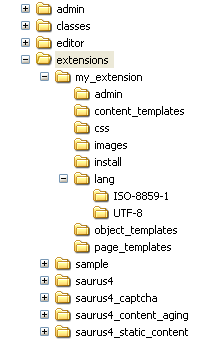 admin
classes
editor
extensions
my_extension
admin
content_templates
css
images
install
lang
ISO-8859-1
UTF-8
object_templates
page_templates
sample
saurus4
saurus4_captcha
saurus4_content_aging
saurus4_static_content